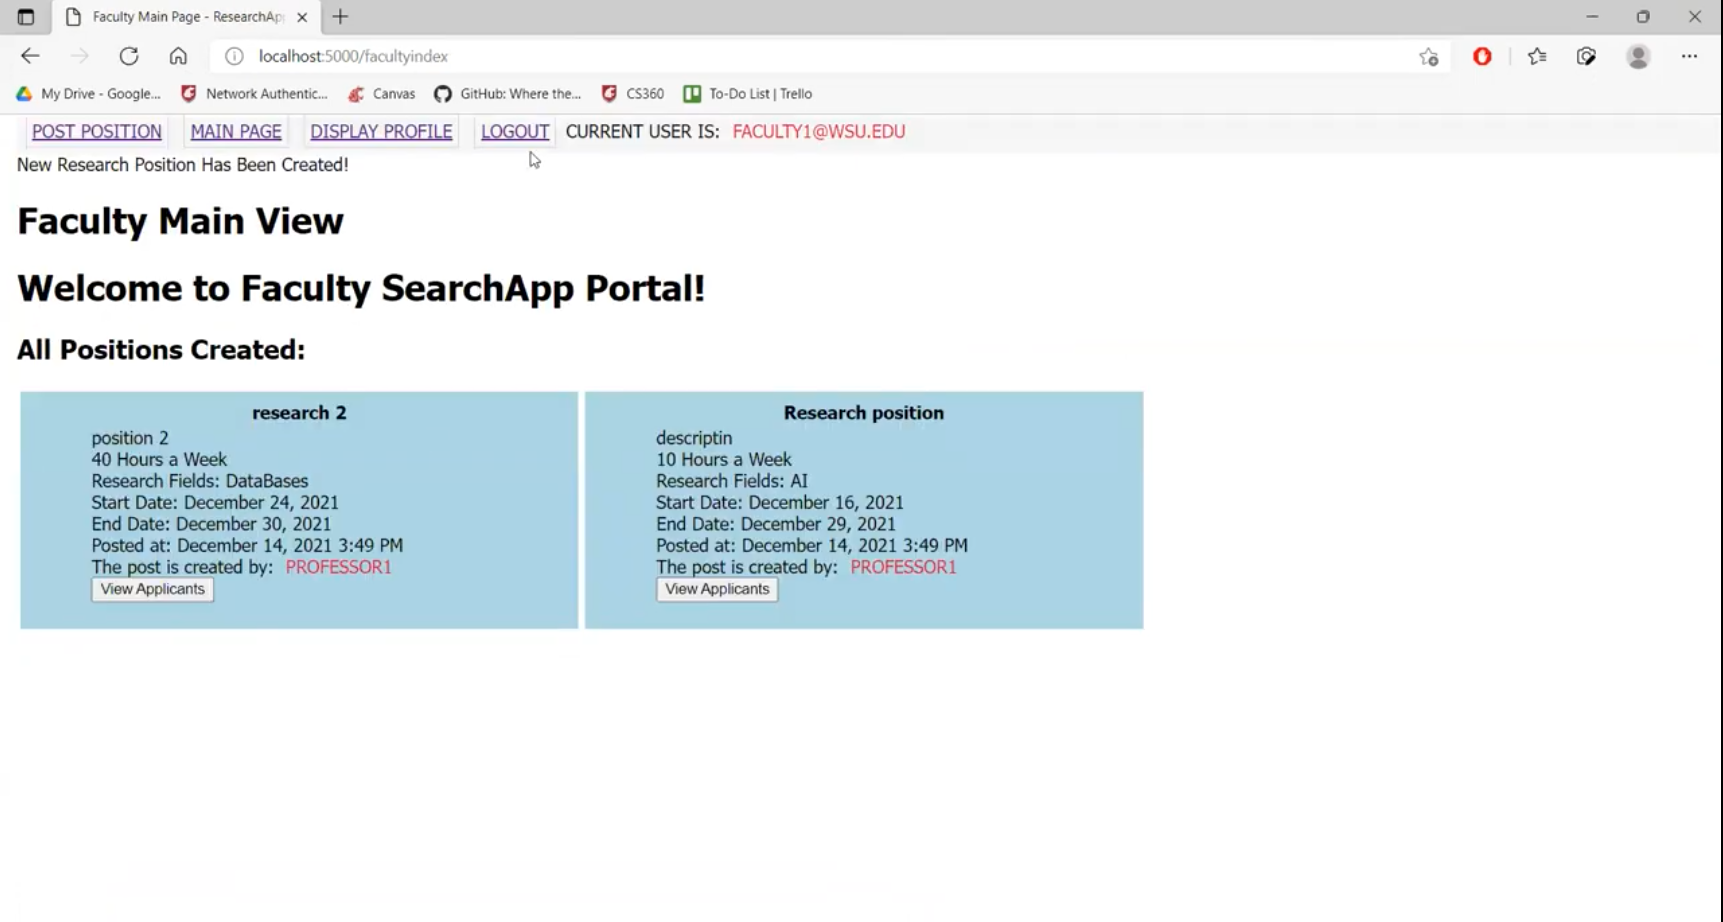 Faculty Main Page - ResearchAp
localhost:5000/facultyindex
My Drive - Google... Network Authentic... Canvas GitHub: Where the... CS360 To-Do List | Trello
POST POSITION MAIN PAGE DISPLAY PROFILE LOGOUT CURRENT USER IS: FACULTY1@WSU.EDU
New Research Position Has Been Created!
Faculty Main View
Welcome to Faculty SearchApp Portal!
All Positions Created:
research 2
position 2
40 Hours a Week
Research Fields: DataBases
Start Date: December 24, 2021
End Date: December 30, 2021
Posted at: December 14, 2021 3:49 PM
The post is created by: PROFESSOR1
View Applicants
Research position
descriptin
10 Hours a Week
Research Fields: AI
Start Date: December 16, 2021
End Date: December 29, 2021
Posted at: December 14, 2021 3:49 PM
The post is created by: PROFESSOR1
View Applicants